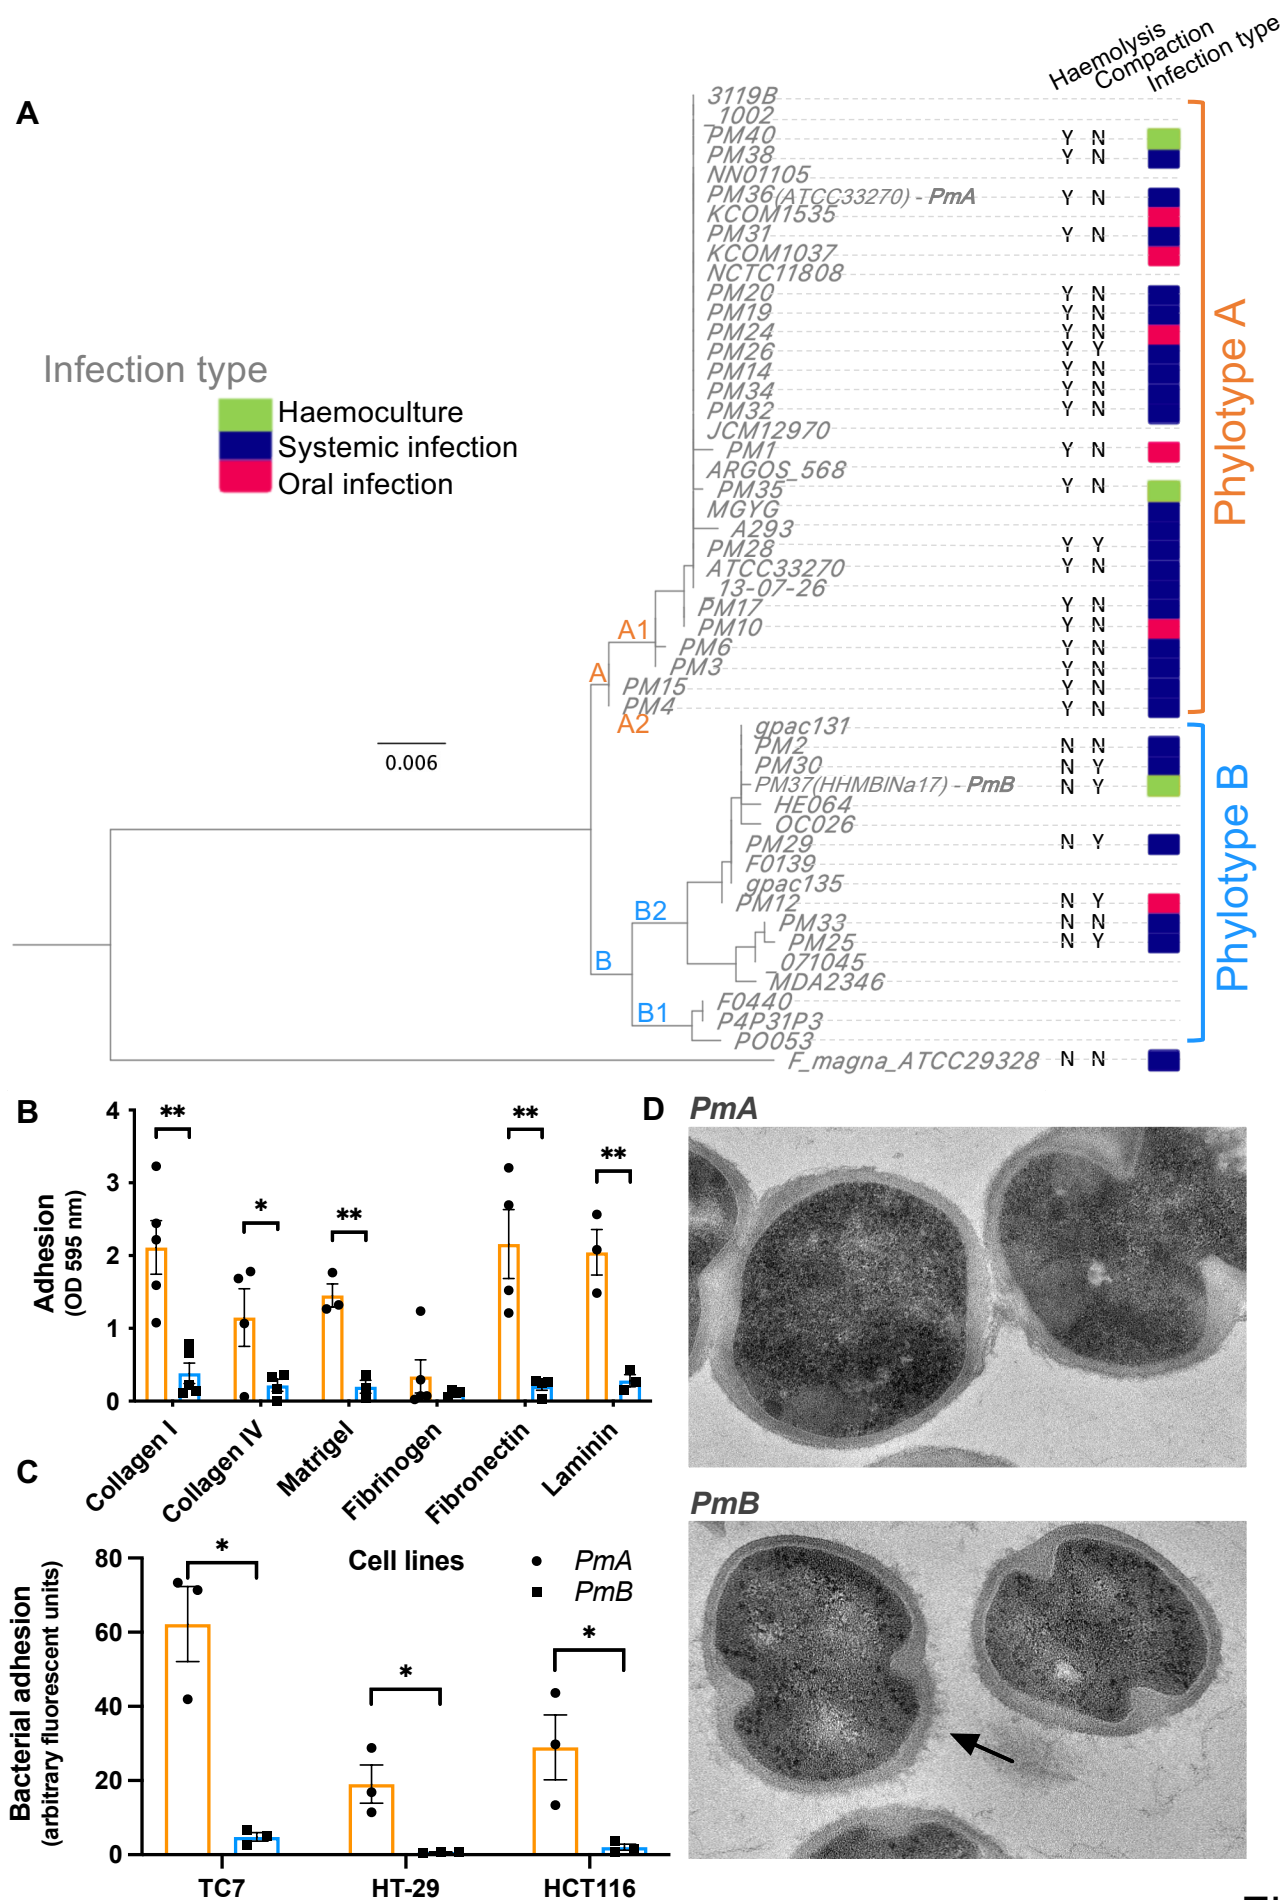 Haemolysis
Compaction
Infection type
A
3119B
_1002
PM40 Y N
PM38 Y N
NN01105
PM36(ATCC33270) - PmA Y N
KCOM1535
PM31 Y N
KCOM1037
NCTC11808
PM20 Y N
PM19 Y N
PM24 Y N
PM26 Y Y
PM14 Y N
PM34 Y N
PM32 Y N
JCM12970
PM1 Y N
ARGOS_568
PM35 Y N
MGYG
A293
PM28 Y Y
ATCC33270 Y N
_13-07-26
PM17 Y N
PM10 Y N
PM6 Y N
PM3 Y N
PM15 Y N
PM4 Y N
Phylotype A
Infection type
Haemoculture
Systemic infection
Oral infection
A1
A
A2
0.006
gpac131
PM2 N N
PM30 N Y
PM37(HHMBlNa17) - PmB N Y
HE064
OC026
PM29 N Y
F0139
gpac135
PM12 N Y
PM33 N N
PM25 N Y
071045
MDA2346
F0440
P4P31P3
PO053
F_magna_ATCC29328 N N
B2
B
B1
Phylotype B
B
Adhesion
(OD 595 nm)
4
3
2
1
0
**
*
**
**
**
Collagen I
Collagen IV
Matrigel
Fibrinogen
Fibronectin
Laminin
C
Bacterial adhesion
(arbitrary fluorescent units)
80
60
40
20
0
Cell lines
PmA
PmB
*
*
*
TC7
HT-29
HCT116
D
PmA
PmB